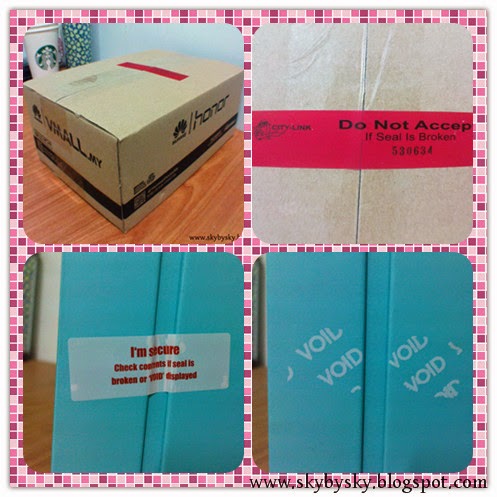 VMALL.MY
honor
www.skybysky.b
CITY-LINK
Do Not Accep
If Seal Is Broken
530634
I'm secure
Check contents if seal is
broken or 'VOID' displayed
VOID
VOID
VOID
VOID
www.skybysky.blogspot.com